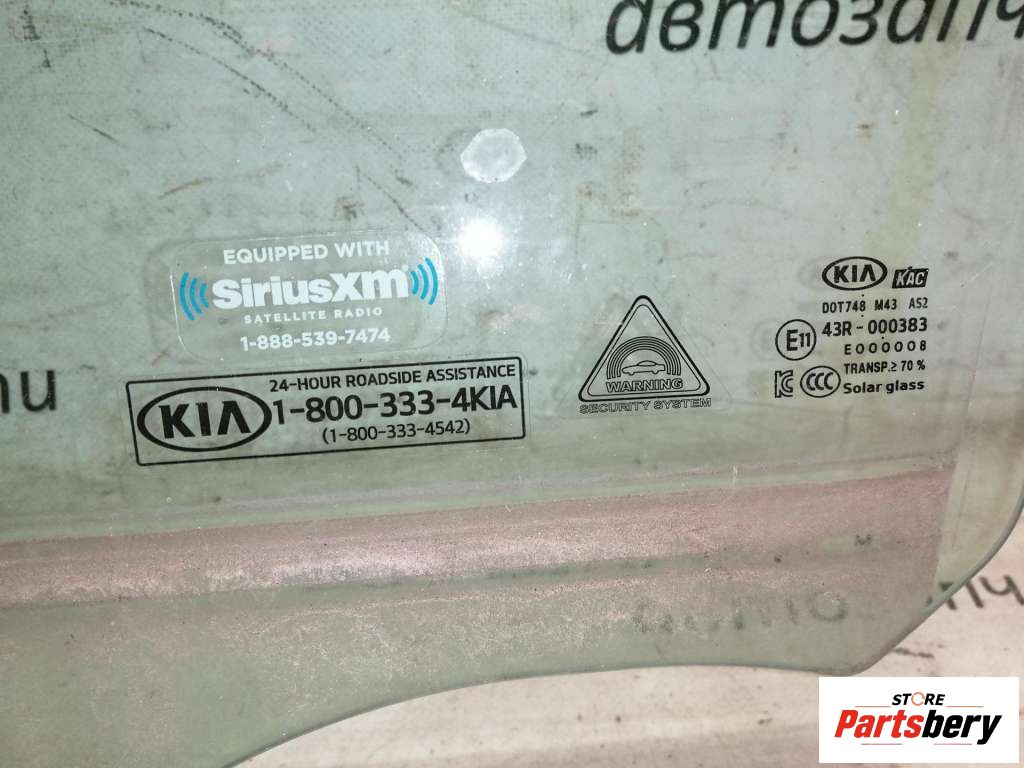 автозапч
EQUIPPED WITH
SiriusXM
SATELLITE RADIO
1-888-539-7474
KIA
24-HOUR ROADSIDE ASSISTANCE
1-800-333-4KIA
(1-800-333-4542)
WARNING
SECURITY SYSTEM
KIA KAC
DOT748 M43 AS2
E11 43R-000383
E000008
TRANSP.≥ 70 %
KC CCC Solar glass
ти
STORE
Partsbery